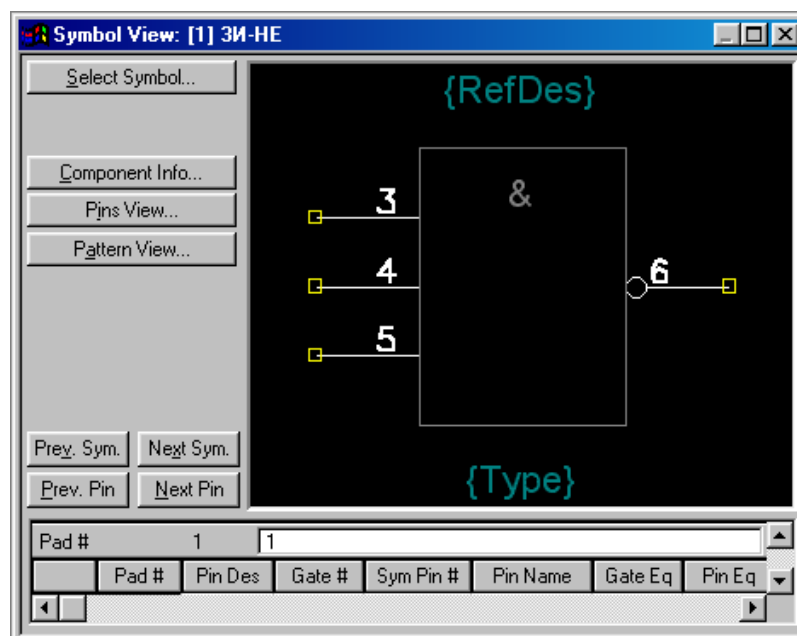 Symbol View: [1] 3И-НЕ
Select Symbol...
{RefDes}
Component Info...
Pins View...
Pattern View...
&
3
4
5
6
Prev. Sym. Next Sym.
Prev. Pin Next Pin
{Type}
Pad # 1 1
Pad # Pin Des Gate # Sym Pin # Pin Name Gate Eq Pin Eq